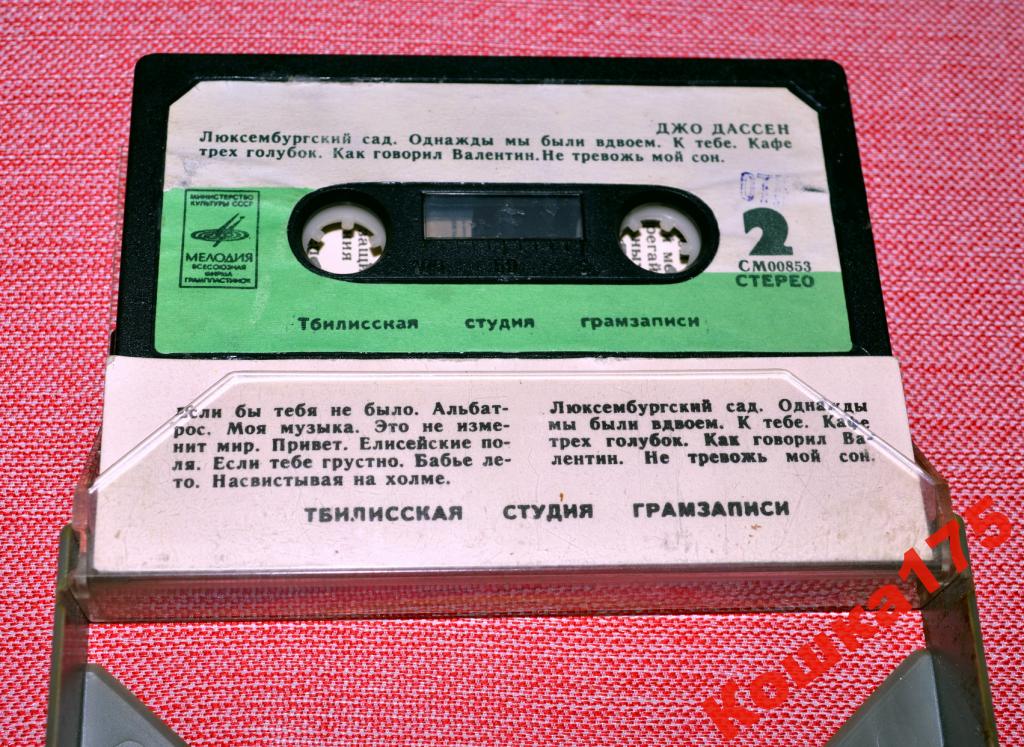 ДЖО ДАССЕН
Люксембургский сад. Однажды мы были вдвоем. К тебе. Кафе
трех голубок. Как говорил Валентин.Не тревожь мой сон.
МИНИСТЕРСТВО
КУЛЬТУРЫ СССР
МЕЛОДИЯ
ВСЕСОЮЗНАЯ
ФИРМА
ГРАМПЛАСТИНОК
2
СМ00853
СТЕРЕО
Тбилисская студия грамзаписи
Если бы тебя не было. Альбат-
рос. Моя музыка. Это не изме-
нит мир. Привет. Елисейские по-
ля. Если тебе грустно. Бабье ле-
то. Насвистывая на холме.
Люксембургский сад. Однажды
мы были вдвоем. К тебе. Кафе
трех голубок. Как говорил Ва-
лентин. Не тревожь мой сон.
ТБИЛИССКАЯ СТУДИЯ ГРАМЗАПИСИ
Кошка175